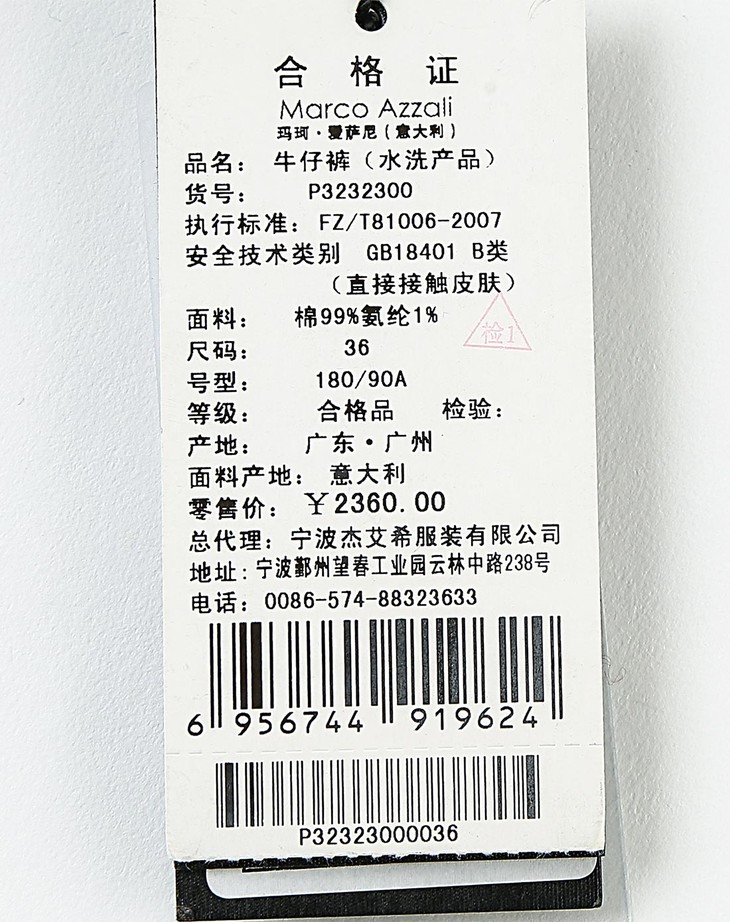 合格证
Marco Azzali
玛珂·爱萨尼(意大利)
品名: 牛仔裤(水洗产品)
货号: P3232300
执行标准: FZ/T81006-2007
安全技术类别 GB18401 B类
(直接接触皮肤)
面料: 棉99%氨纶1%
检1
尺码: 36
号型: 180/90A
等级: 合格品 检验:
产地: 广东·广州
面料产地: 意大利
零售价: ¥2360.00
总代理: 宁波杰艾希服装有限公司
地址: 宁波鄞州望春工业园云林中路238号
电话: 0086-574-88323633
6 956744 919624
P32323000036